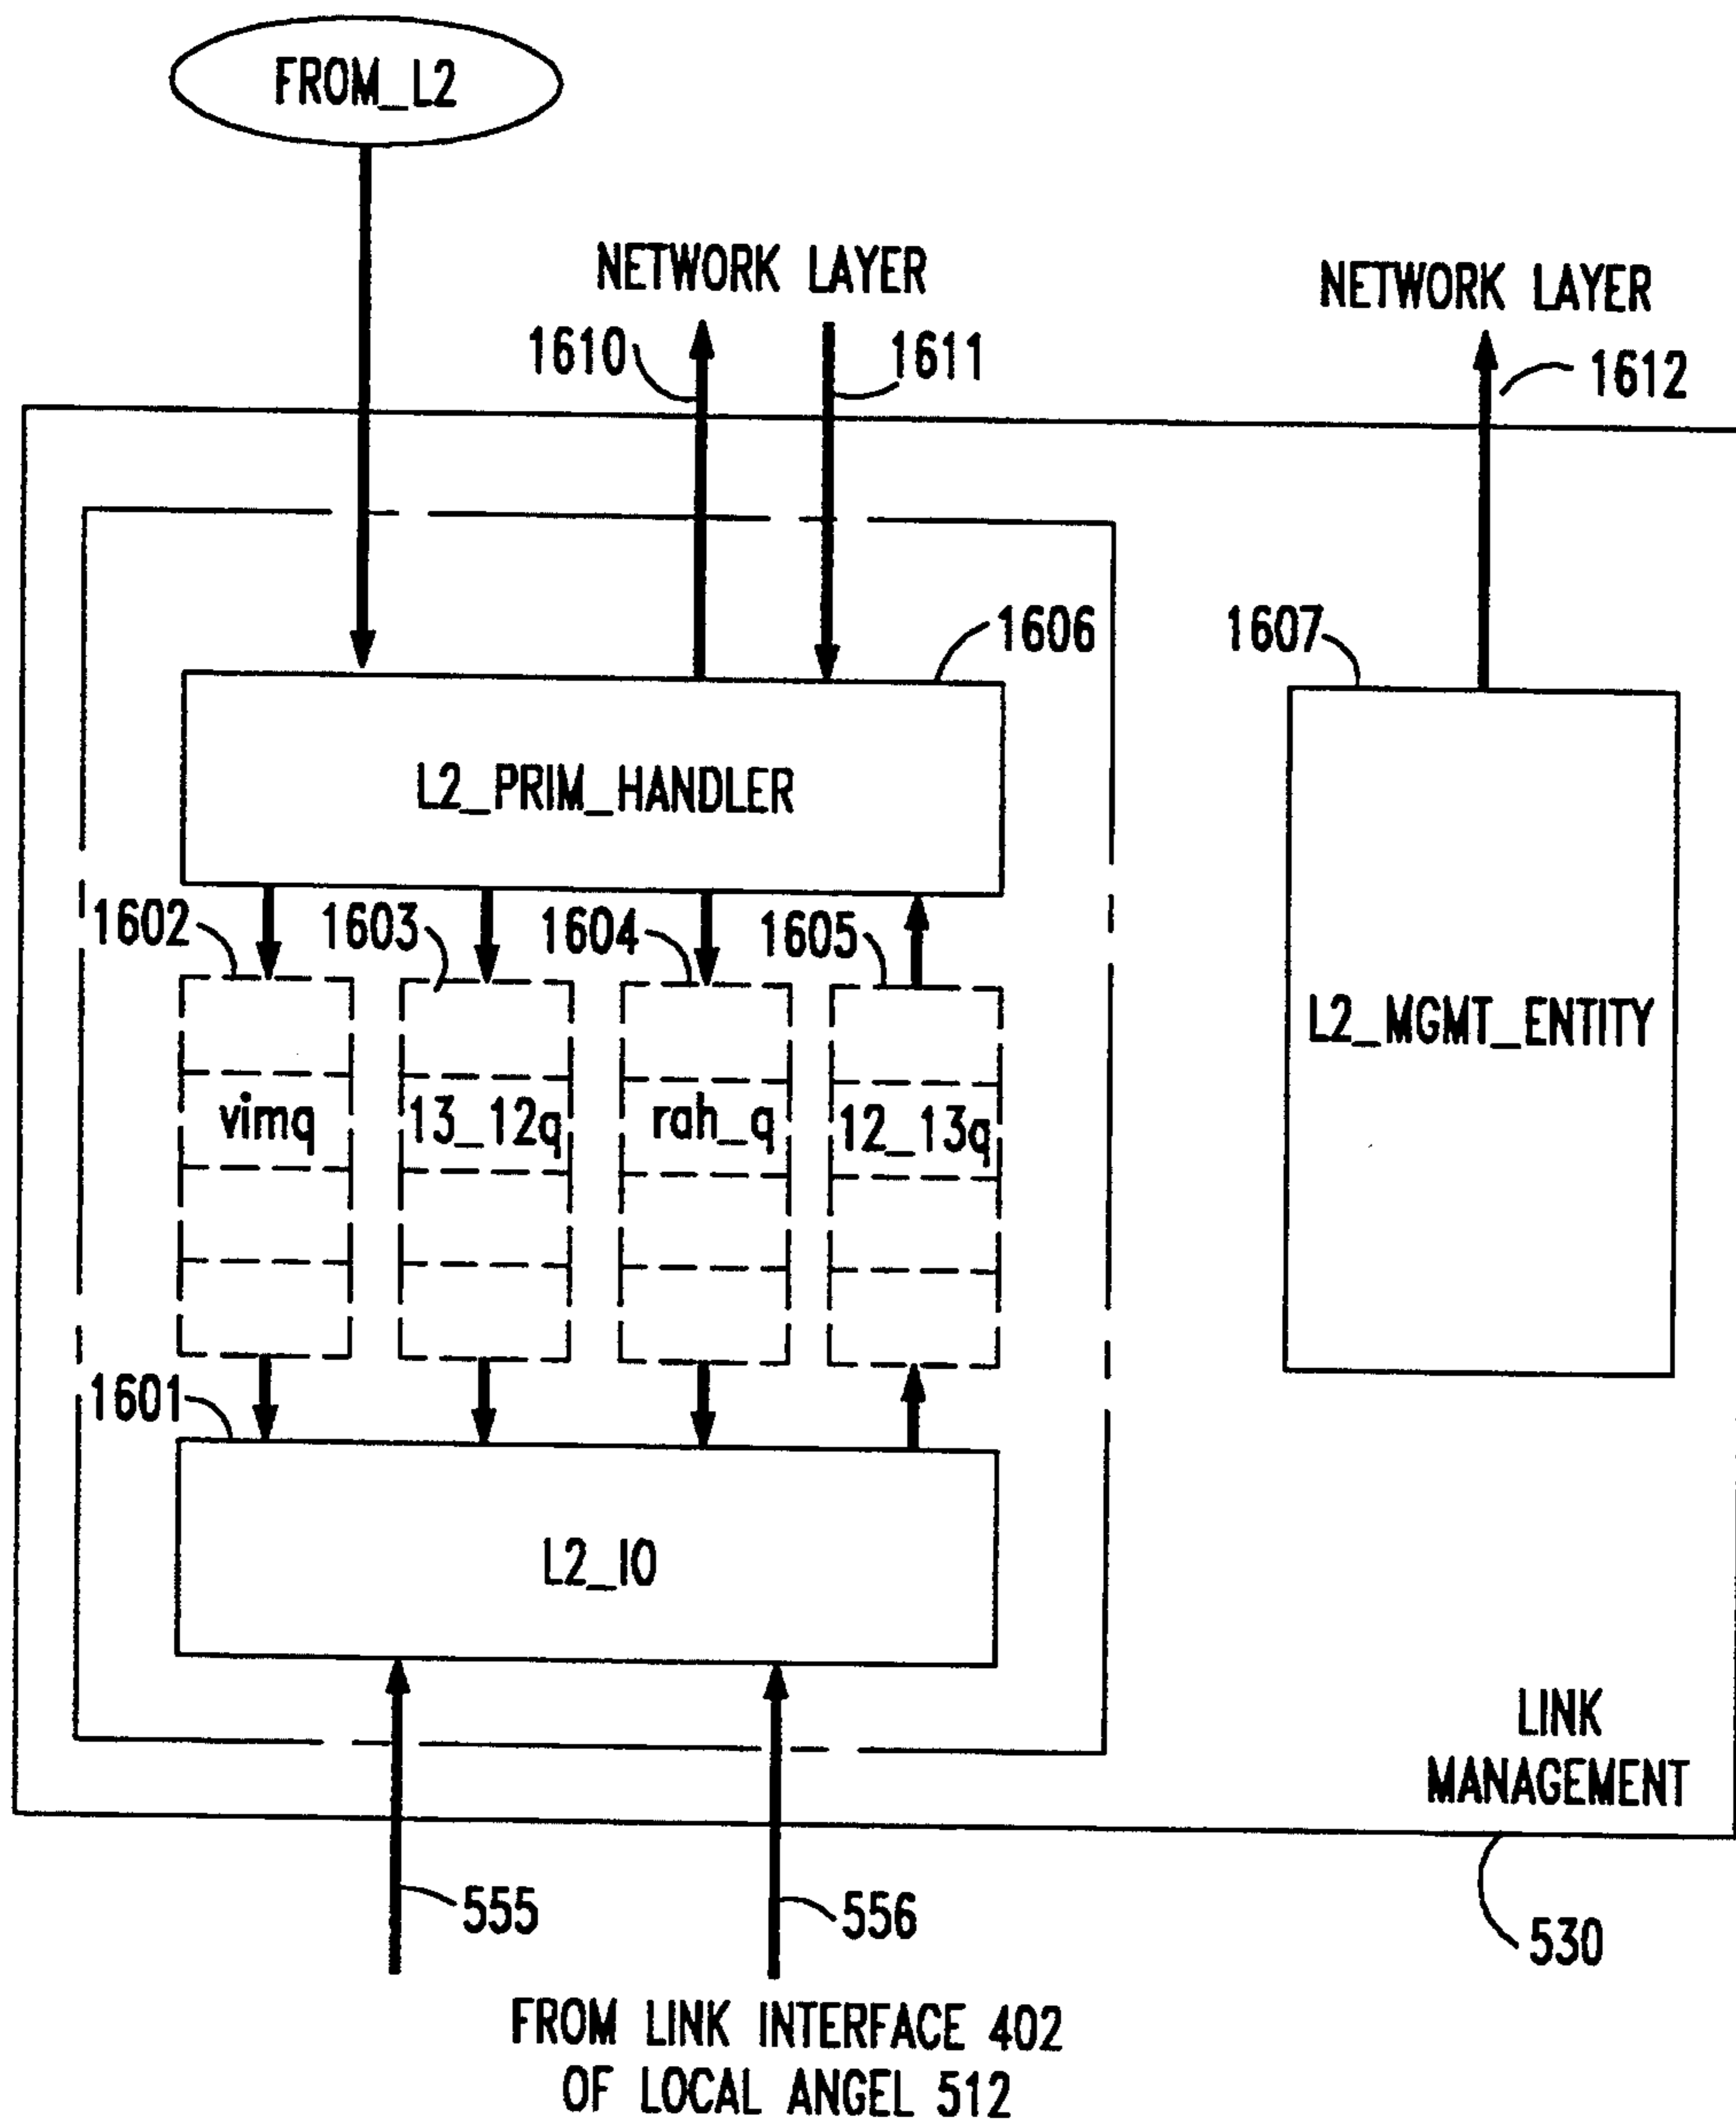 FROM_L2
NETWORK LAYER
NETWORK LAYER
1610
1611
1612
1606
1607
L2_PRIM_HANDLER
1602
1603
1604
1605
vimq
13_12q
rah_q
12_13q
L2_MGMT_ENTITY
1601
L2_IO
LINK
MANAGEMENT
555
556
530
FROM LINK INTERFACE 402
OF LOCAL ANGEL 512